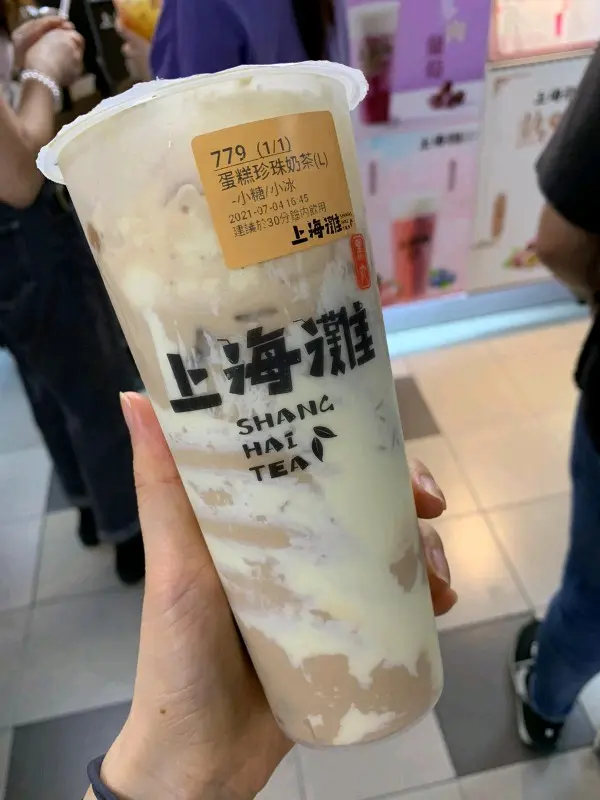 779 (1/1)
蛋糕珍珠奶茶(L)
-小糖/小冰
2021-07-04 16:45
建議於30分鐘內飲用
上海灘
上海灘
SHANG
HAI
TEA